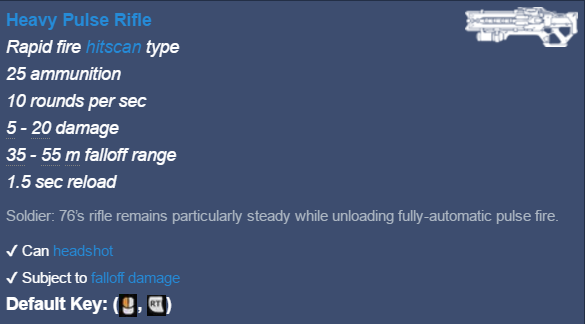 Heavy Pulse Rifle
Rapid fire hitscan type
25 ammunition
10 rounds per sec
5 - 20 damage
35 - 55 m falloff range
1.5 sec reload
Soldier: 76's rifle remains particularly steady while unloading fully-automatic pulse fire.
✓ Can headshot
✓ Subject to falloff damage
Default Key: (, RT)